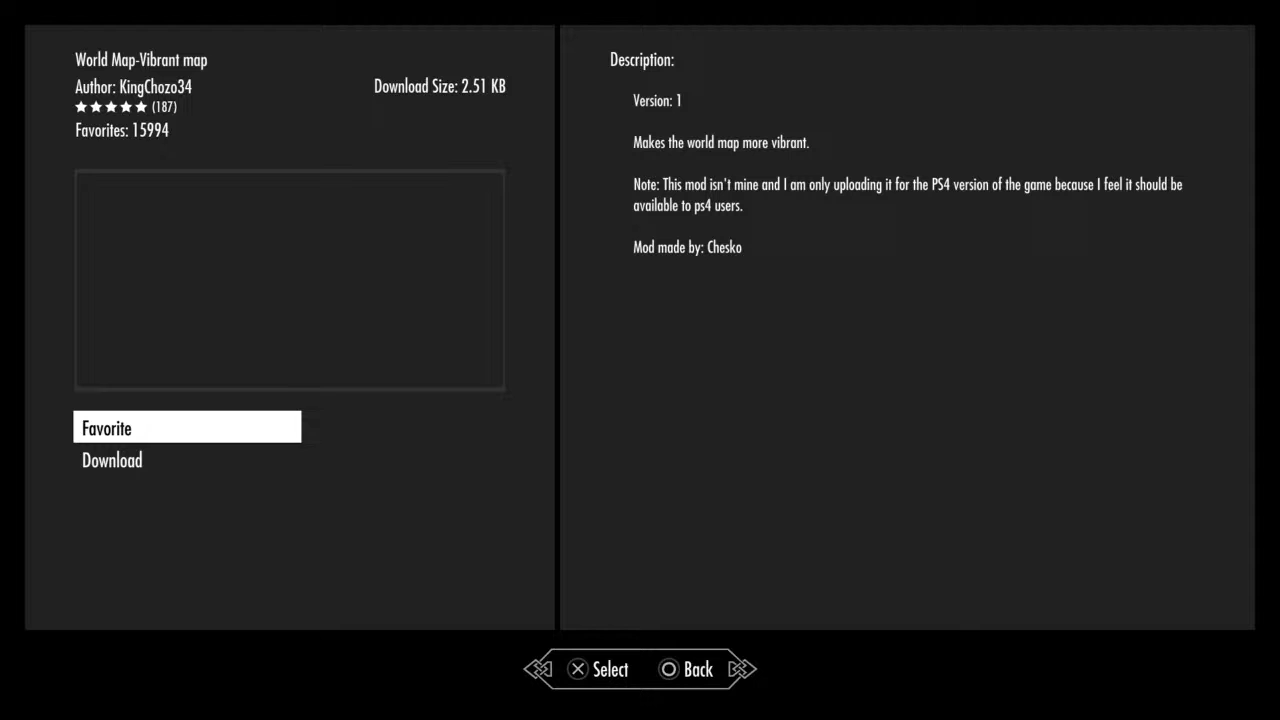 World Map-Vibrant map
Author: KingChozo34
Download Size: 2.51 KB
★★★★★ (187)
Favorites: 15994
Favorite
Download
Description:
Version: 1
Makes the world map more vibrant.
Note: This mod isn't mine and I am only uploading it for the PS4 version of the game because I feel it should be
available to ps4 users.
Mod made by: Chesko
Select
Back